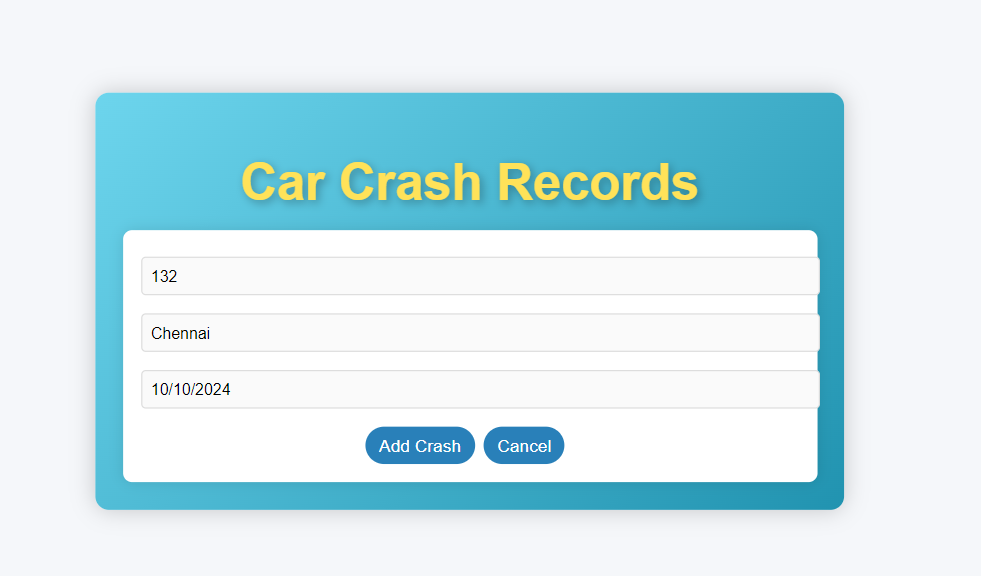 Car Crash Records
132
Chennai
10/10/2024
Add Crash Cancel